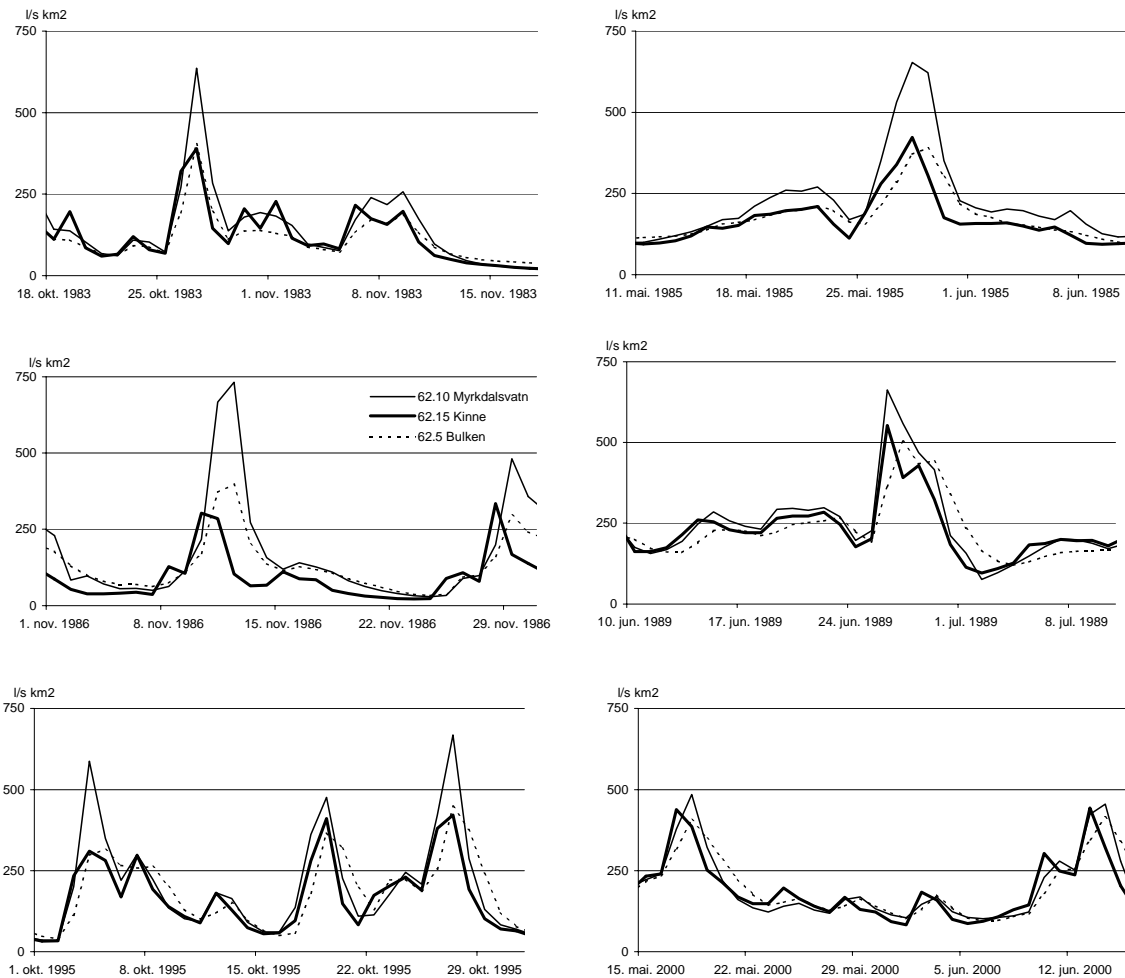 l/s km2
750
500
250
0
18. okt. 1983 25. okt. 1983 1. nov. 1983 8. nov. 1983 15. nov. 1983
l/s km2
750
500
250
0
11. mai. 1985 18. mai. 1985 25. mai. 1985 1. jun. 1985 8. jun. 1985
l/s km2
750
500
250
0
62.10 Myrkdalsvatn
62.15 Kinne
62.5 Bulken
1. nov. 1986 8. nov. 1986 15. nov. 1986 22. nov. 1986 29. nov. 1986
l/s km2
750
500
250
0
10. jun. 1989 17. jun. 1989 24. jun. 1989 1. jul. 1989 8. jul. 1989
l/s km2
750
500
250
0
1. okt. 1995 8. okt. 1995 15. okt. 1995 22. okt. 1995 29. okt. 1995
l/s km2
750
500
250
0
15. mai. 2000 22. mai. 2000 29. mai. 2000 5. jun. 2000 12. jun. 2000